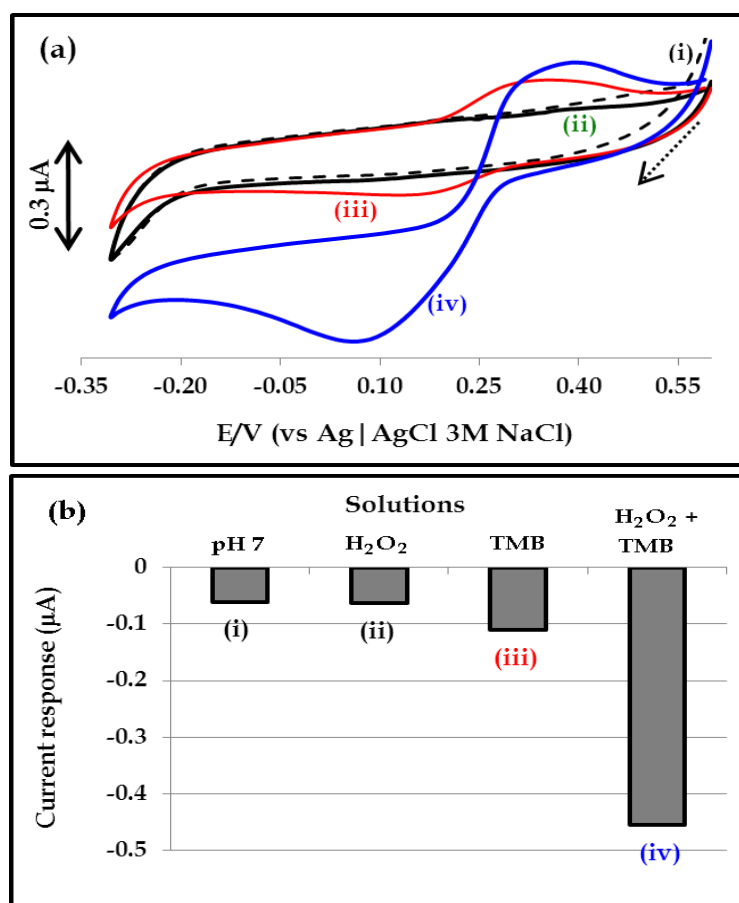 (a)
(i)
(ii)
0.3 µA
(iii)
(iv)
-0.35 -0.20 -0.05 0.10 0.25 0.40 0.55
E/V (vs Ag|AgCl 3M NaCl)
(b)
Solutions
pH 7 H₂O₂ TMB H₂O₂ +
TMB
0
-0.1
-0.2
-0.3
-0.4
-0.5
Current response (µA)
(i) (ii) (iii) (iv)